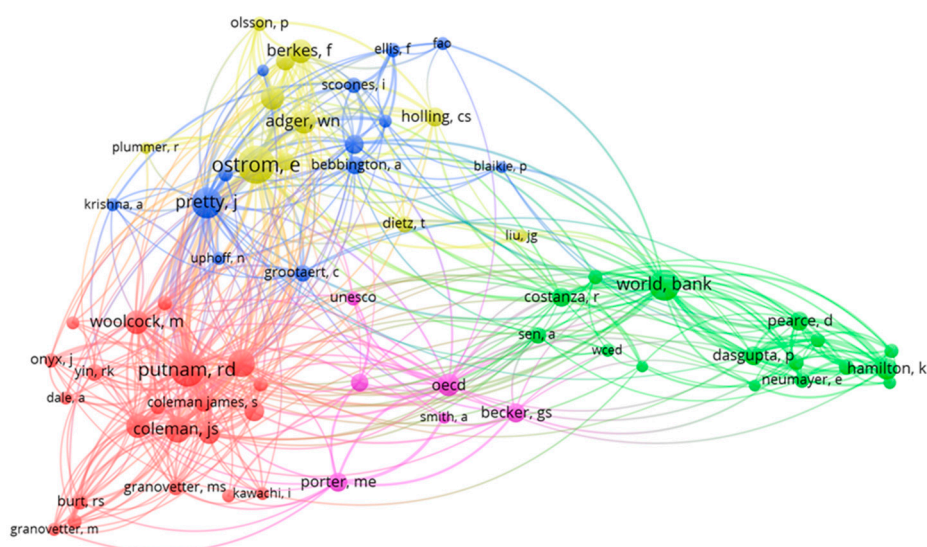 olsson, p
berkes, f
ellis, f
fao
scoones, i
adger, wn
holling, cs
plummer, r
ostrom, e
bebbington, a
blaikie, p
krishna, a
pretty, j
dietz, t
liu, jg
uphoff, n
grootaert, c
unesco
costanza, r
world, bank
woolcock, m
sen, a
pearce, d
onyx, j
yin, rk
putnam, rd
wced
dasgupta, p
hamilton, k
neumayer, e
oecd
dale, a
coleman james, s
smith, a
becker, gs
coleman, js
porter, me
granovetter, ms
kawachi, i
burt, rs
granovetter, m